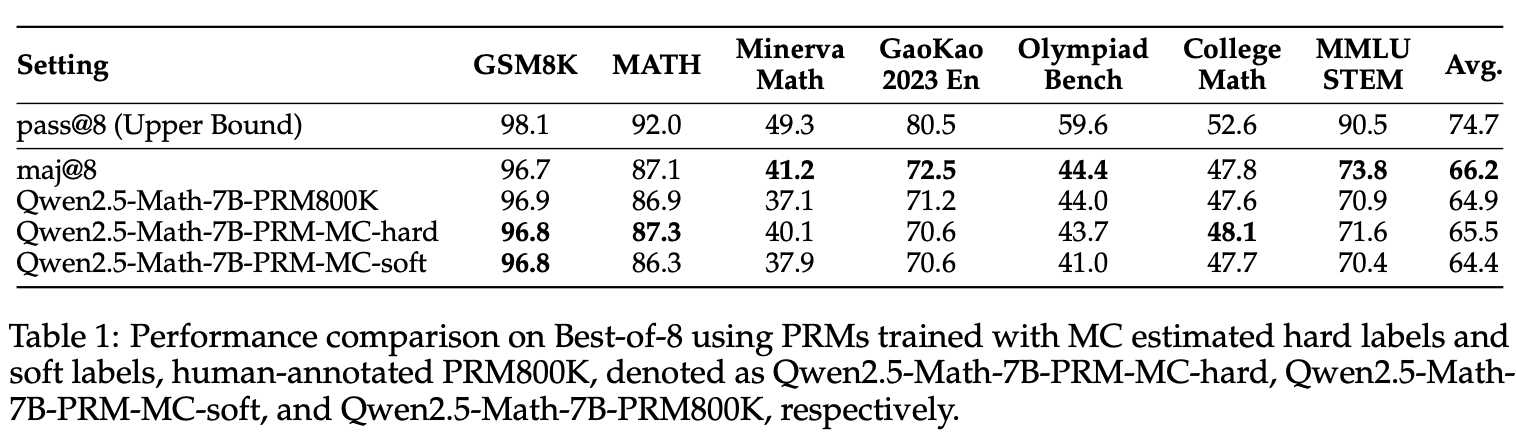 Setting GSM8K MATH Minerva Math GaoKao 2023 En Olympiad Bench College Math MMLU STEM Avg.
pass@8 (Upper Bound) 98.1 92.0 49.3 80.5 59.6 52.6 90.5 74.7
maj@8 96.7 87.1 41.2 72.5 44.4 47.8 73.8 66.2
Qwen2.5-Math-7B-PRM800K 96.9 86.9 37.1 71.2 44.0 47.6 70.9 64.9
Qwen2.5-Math-7B-PRM-MC-hard 96.8 87.3 40.1 70.6 43.7 48.1 71.6 65.5
Qwen2.5-Math-7B-PRM-MC-soft 96.8 86.3 37.9 70.6 41.0 47.7 70.4 64.4
Table 1: Performance comparison on Best-of-8 using PRMs trained with MC estimated hard labels and
soft labels, human-annotated PRM800K, denoted as Qwen2.5-Math-7B-PRM-MC-hard, Qwen2.5-Math-
7B-PRM-MC-soft, and Qwen2.5-Math-7B-PRM800K, respectively.